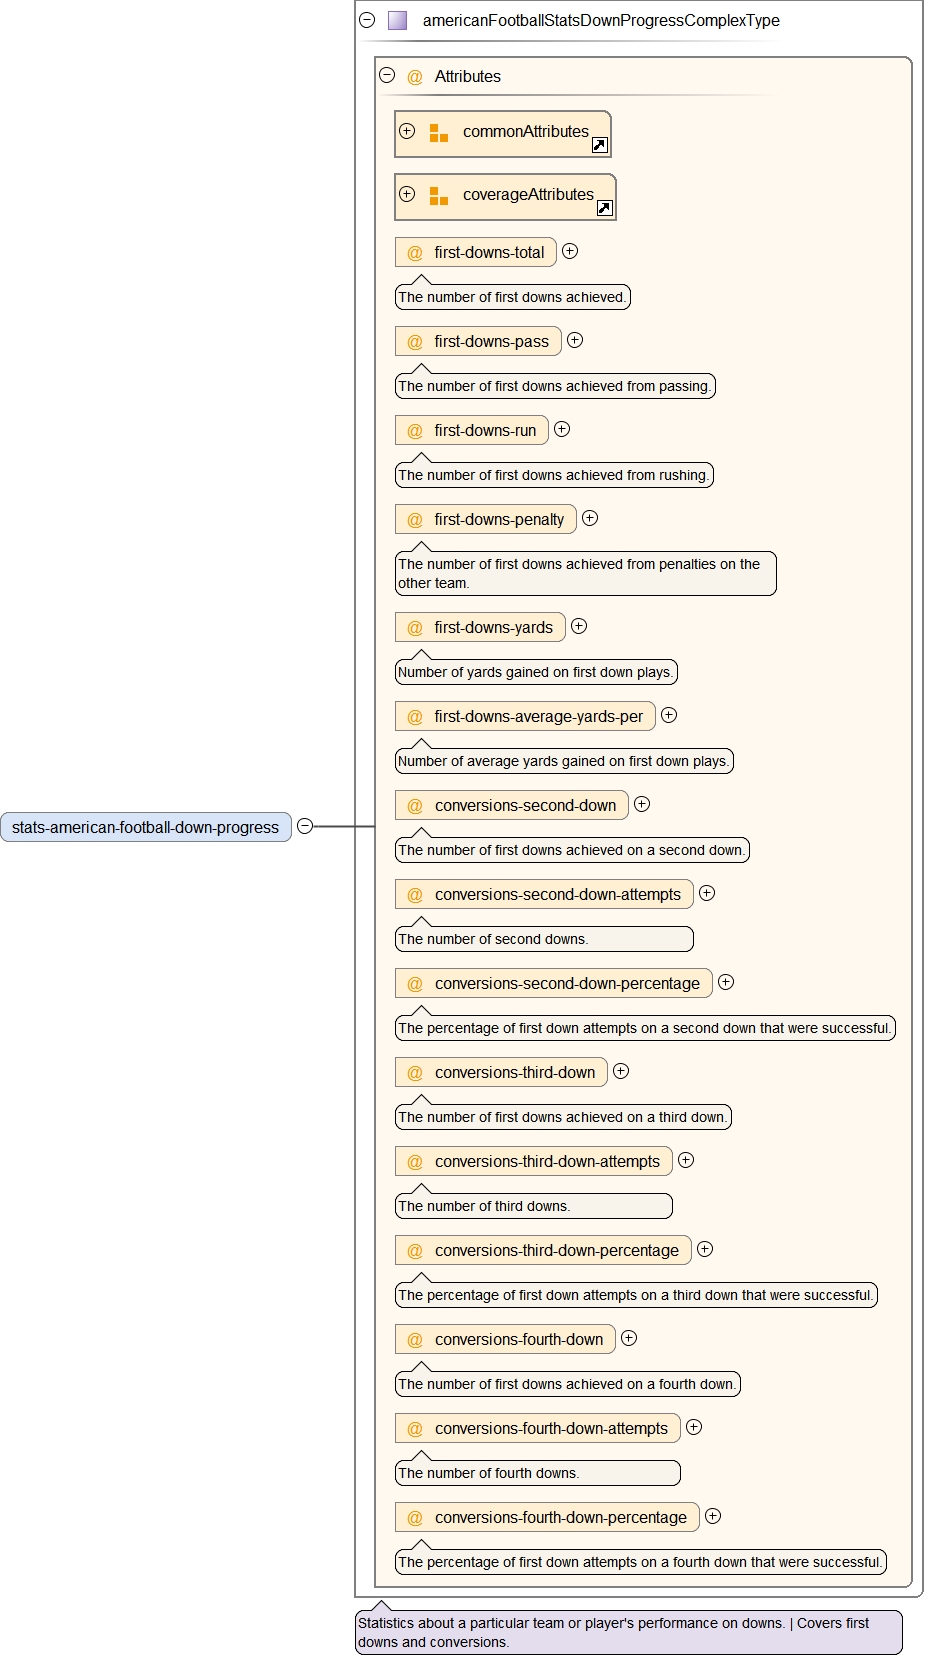 americanFootballStatsDownProgressComplexType
@ Attributes
commonAttributes
coverageAttributes
@ first-downs-total
The number of first downs achieved.
@ first-downs-pass
The number of first downs achieved from passing.
@ first-downs-run
The number of first downs achieved from rushing.
@ first-downs-penalty
The number of first downs achieved from penalties on the
other team.
@ first-downs-yards
Number of yards gained on first down plays.
@ first-downs-average-yards-per
Number of average yards gained on first down plays.
@ conversions-second-down
stats-american-football-down-progress
The number of first downs achieved on a second down.
@ conversions-second-down-attempts
The number of second downs.
@ conversions-second-down-percentage
The percentage of first down attempts on a second down that were successful.
@ conversions-third-down
The number of first downs achieved on a third down.
@ conversions-third-down-attempts
The number of third downs.
@ conversions-third-down-percentage
The percentage of first down attempts on a third down that were successful.
@ conversions-fourth-down
The number of first downs achieved on a fourth down.
@ conversions-fourth-down-attempts
The number of fourth downs.
@ conversions-fourth-down-percentage
The percentage of first down attempts on a fourth down that were successful.
Statistics about a particular team or player's performance on downs. | Covers first
downs and conversions.